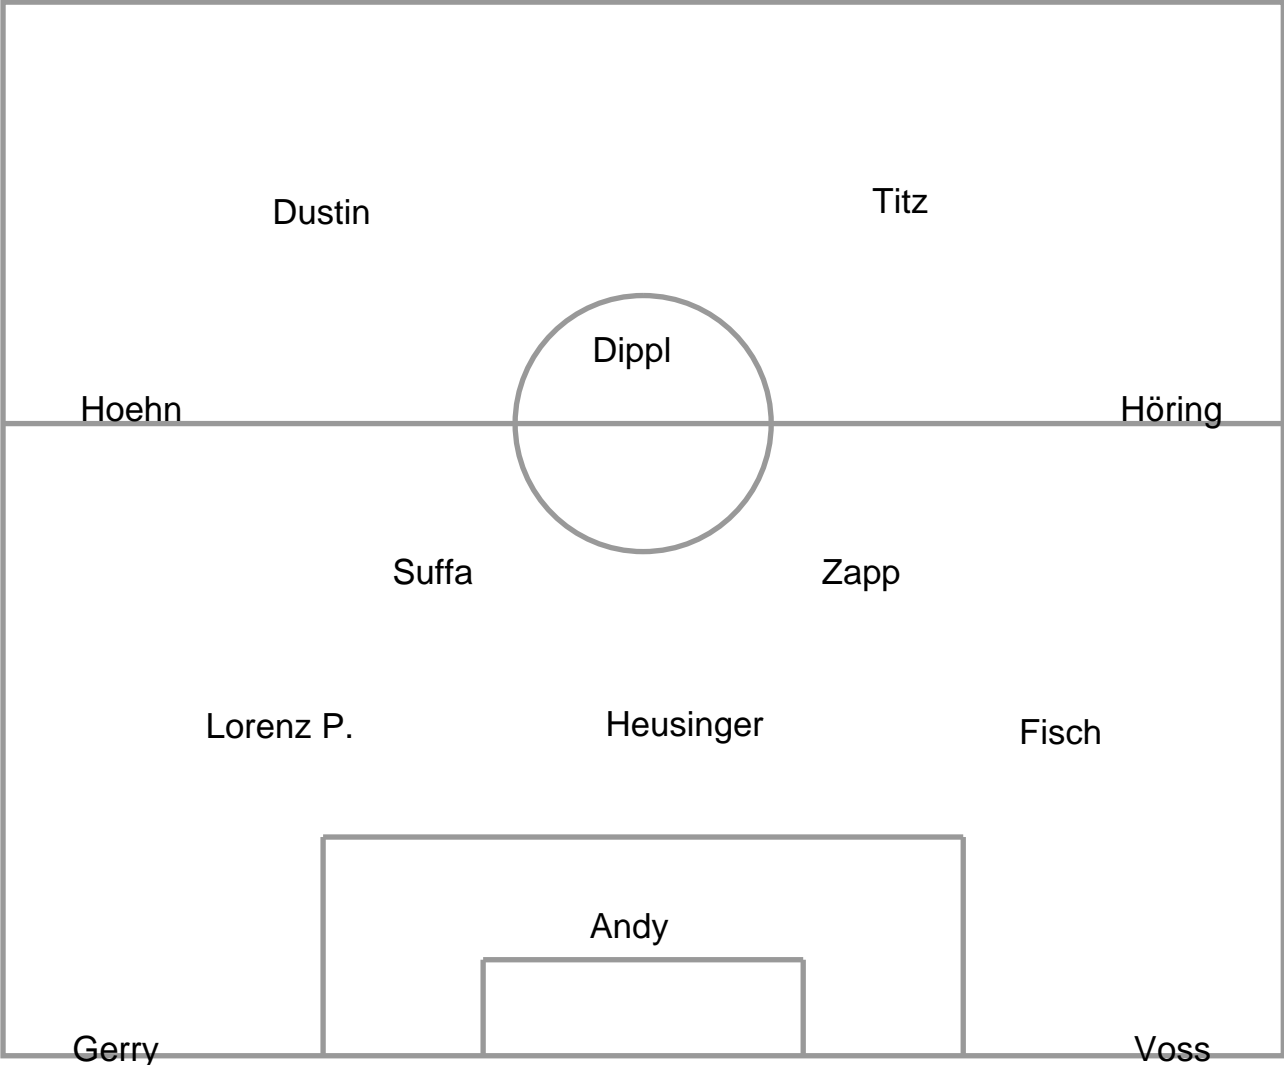 Dustin
Titz
Dippl
Hoehn
Höring
Suffa
Zapp
Lorenz P.
Heusinger
Fisch
Andy
Gerry
Voss